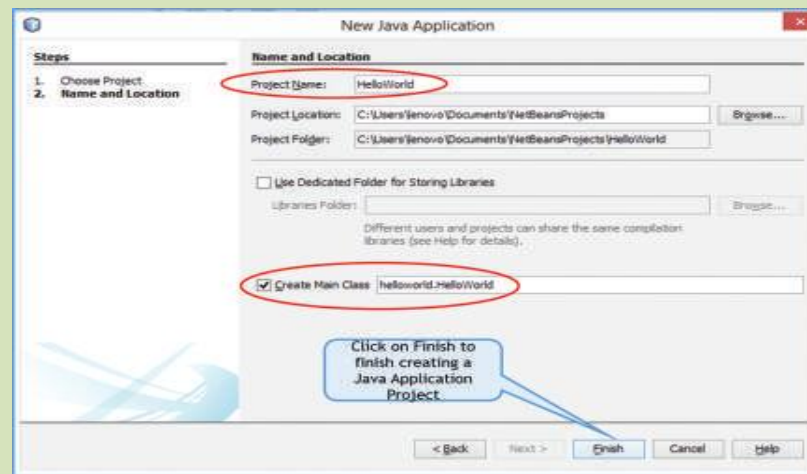 New Java Application
Steps
1. Choose Project
2. Name and Location
Name and Location
Project Name: HelloWorld
Project Location: C:\Users\lenovo\Documents\NetBeansProjects Browse...
Project Folder: C:\Users\lenovo\Documents\NetBeansProjects\HelloWorld
Use Dedicated Folder for Storing Libraries
Libraries Folder: Browse...
Different users and projects can share the same compilation
libraries (see Help for details).
Create Main Class helloworld.HelloWorld
Click on Finish to
finish creating a
Java Application
Project
< Back Next > Finish Cancel Help